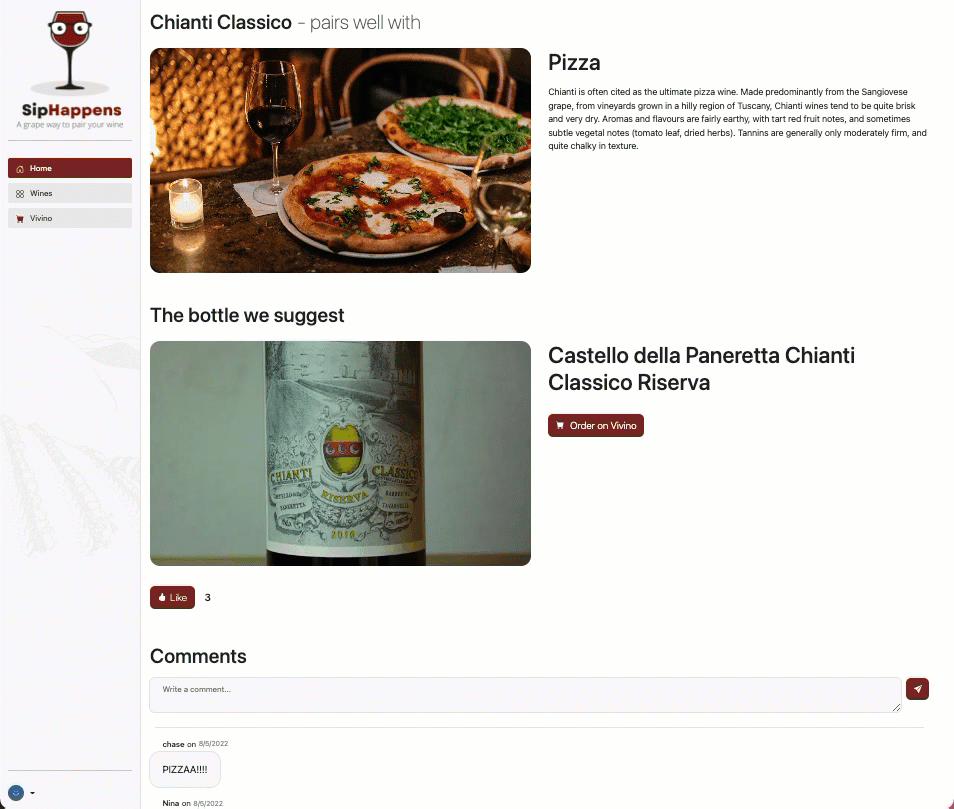 SipHappens
A grape way to pair your wine
Home
Wines
Vivino
Chianti Classico - pairs well with
Pizza
Chianti is often cited as the ultimate pizza wine. Made predominantly from the Sangiovese
grape, from vineyards grown in a hilly region of Tuscany, Chianti wines tend to be quite brisk
and very dry. Aromas and flavours are fairly earthy, with tart red fruit notes, and sometimes
subtle vegetal notes (tomato leaf, dried herbs). Tannins are generally only moderately firm, and
quite chalky in texture.
The bottle we suggest
CHIANTI CLASSICO
RISERVA
PANERETTA
Castello della Paneretta Chianti
Classico Riserva
Order on Vivino
Like 3
Comments
Write a comment...
chase on 8/5/2022
PIZZAA!!!!
Nina on 8/5/2022